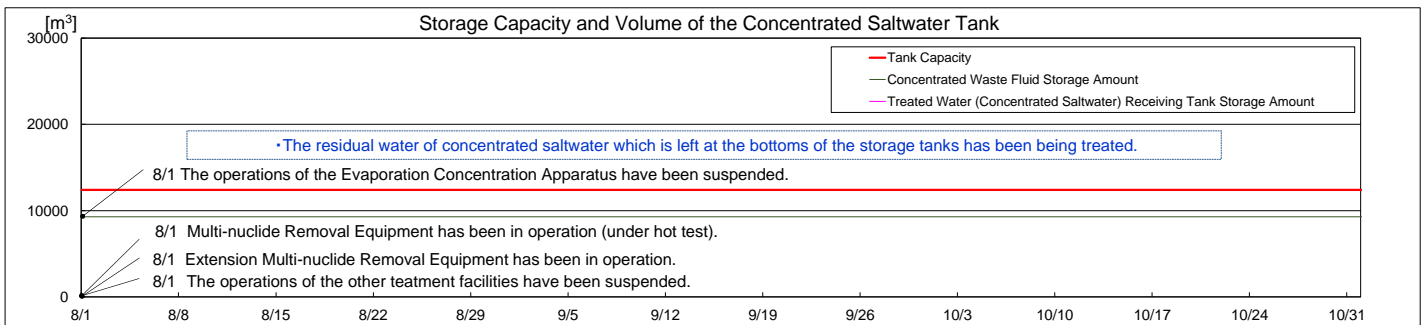 Storage Capacity and Volume of the Concentrated Saltwater Tank
[m³]
30000
Tank Capacity
Concentrated Waste Fluid Storage Amount
Treated Water (Concentrated Saltwater) Receiving Tank Storage Amount
20000
・The residual water of concentrated saltwater which is left at the bottoms of the storage tanks has been being treated.
8/1 The operations of the Evaporation Concentration Apparatus have been suspended.
10000
8/1 Multi-nuclide Removal Equipment has been in operation (under hot test).
8/1 Extension Multi-nuclide Removal Equipment has been in operation.
8/1 The operations of the other teatment facilities have been suspended.
0
8/1 8/8 8/15 8/22 8/29 9/5 9/12 9/19 9/26 10/3 10/10 10/17 10/24 10/31